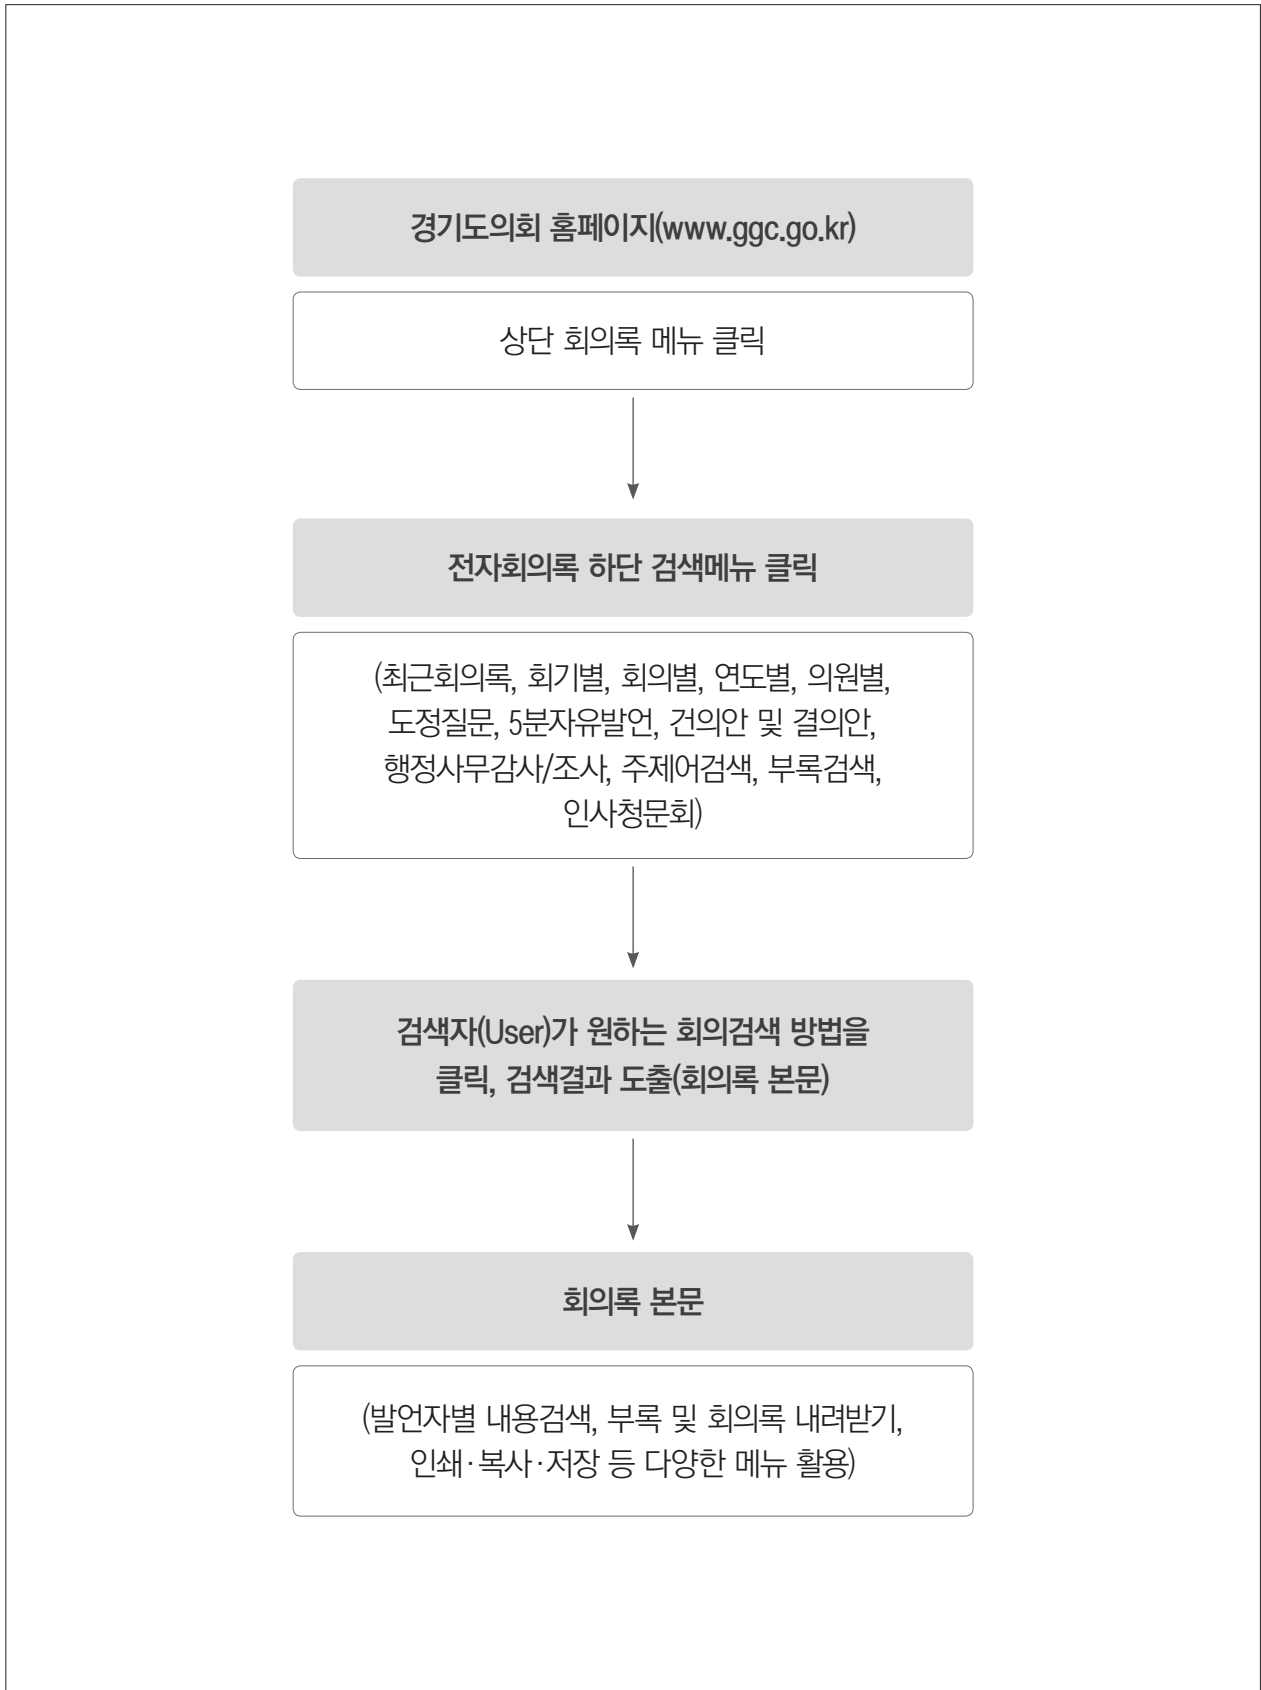 경기도의회 홈페이지(www.ggc.go.kr)
상단 회의록 메뉴 클릭
전자회의록 하단 검색메뉴 클릭
(최근회의록, 회기별, 회의별, 연도별, 의원별,
도정질문, 5분자유발언, 건의안 및 결의안,
행정사무감사/조사, 주제어검색, 부록검색,
인사청문회)
검색자(User)가 원하는 회의검색 방법을
클릭, 검색결과 도출(회의록 본문)
회의록 본문
(발언자별 내용검색, 부록 및 회의록 내려받기,
인쇄·복사·저장 등 다양한 메뉴 활용)